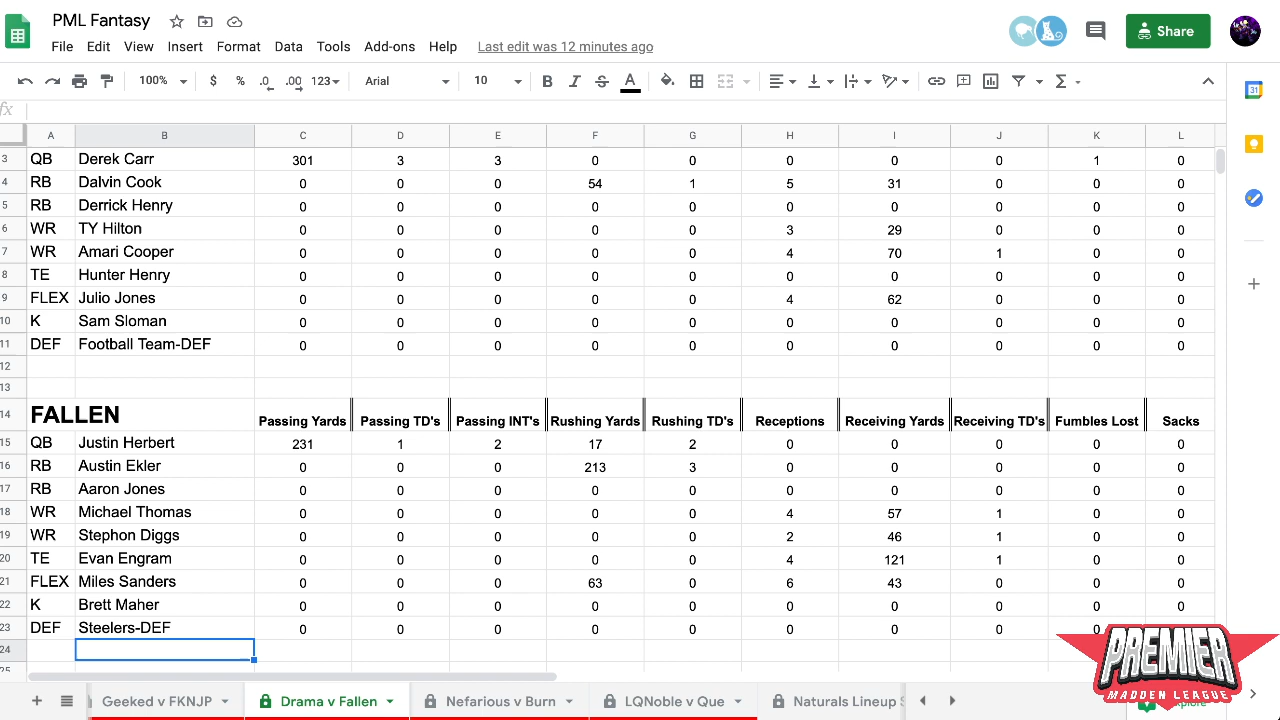 PML Fantasy
File Edit View Insert Format Data Tools Add-ons Help Last edit was 12 minutes ago
Share
100% $ % .0 .00 123 Arial 10 B I S A
fx
A B C D E F G H I J K L
3 QB Derek Carr 301 3 3 0 0 0 0 0 1 0
4 RB Dalvin Cook 0 0 0 54 1 5 31 0 0 0
5 RB Derrick Henry 0 0 0 0 0 0 0 0 0 0
6 WR TY Hilton 0 0 0 0 0 3 29 0 0 0
7 WR Amari Cooper 0 0 0 0 0 4 70 1 0 0
8 TE Hunter Henry 0 0 0 0 0 0 0 0 0 0
9 FLEX Julio Jones 0 0 0 0 0 4 62 0 0 0
10 K Sam Sloman 0 0 0 0 0 0 0 0 0 0
11 DEF Football Team-DEF 0 0 0 0 0 0 0 0 0 0
12
13
14 FALLEN Passing Yards Passing TD's Passing INT's Rushing Yards Rushing TD's Receptions Receiving Yards Receiving TD's Fumbles Lost Sacks
15 QB Justin Herbert 231 1 2 17 2 0 0 0 0 0
16 RB Austin Ekler 0 0 0 213 3 0 0 0 0 0
17 RB Aaron Jones 0 0 0 0 0 0 0 0 0 0
18 WR Michael Thomas 0 0 0 0 0 4 57 1 0 0
19 WR Stephon Diggs 0 0 0 0 0 2 46 1 0 0
20 TE Evan Engram 0 0 0 0 0 4 121 1 0 0
21 FLEX Miles Sanders 0 0 0 63 0 6 43 0 0 0
22 K Brett Maher 0 0 0 0 0 0 0 0 0 0
23 DEF Steelers-DEF 0 0 0 0 0 0 0 0 0 0
24
25
PREMIER
MADDEN LEAGUE
Geeked v FKNJP Drama v Fallen Nefarious v Burn LQNoble v Que Naturals Lineup